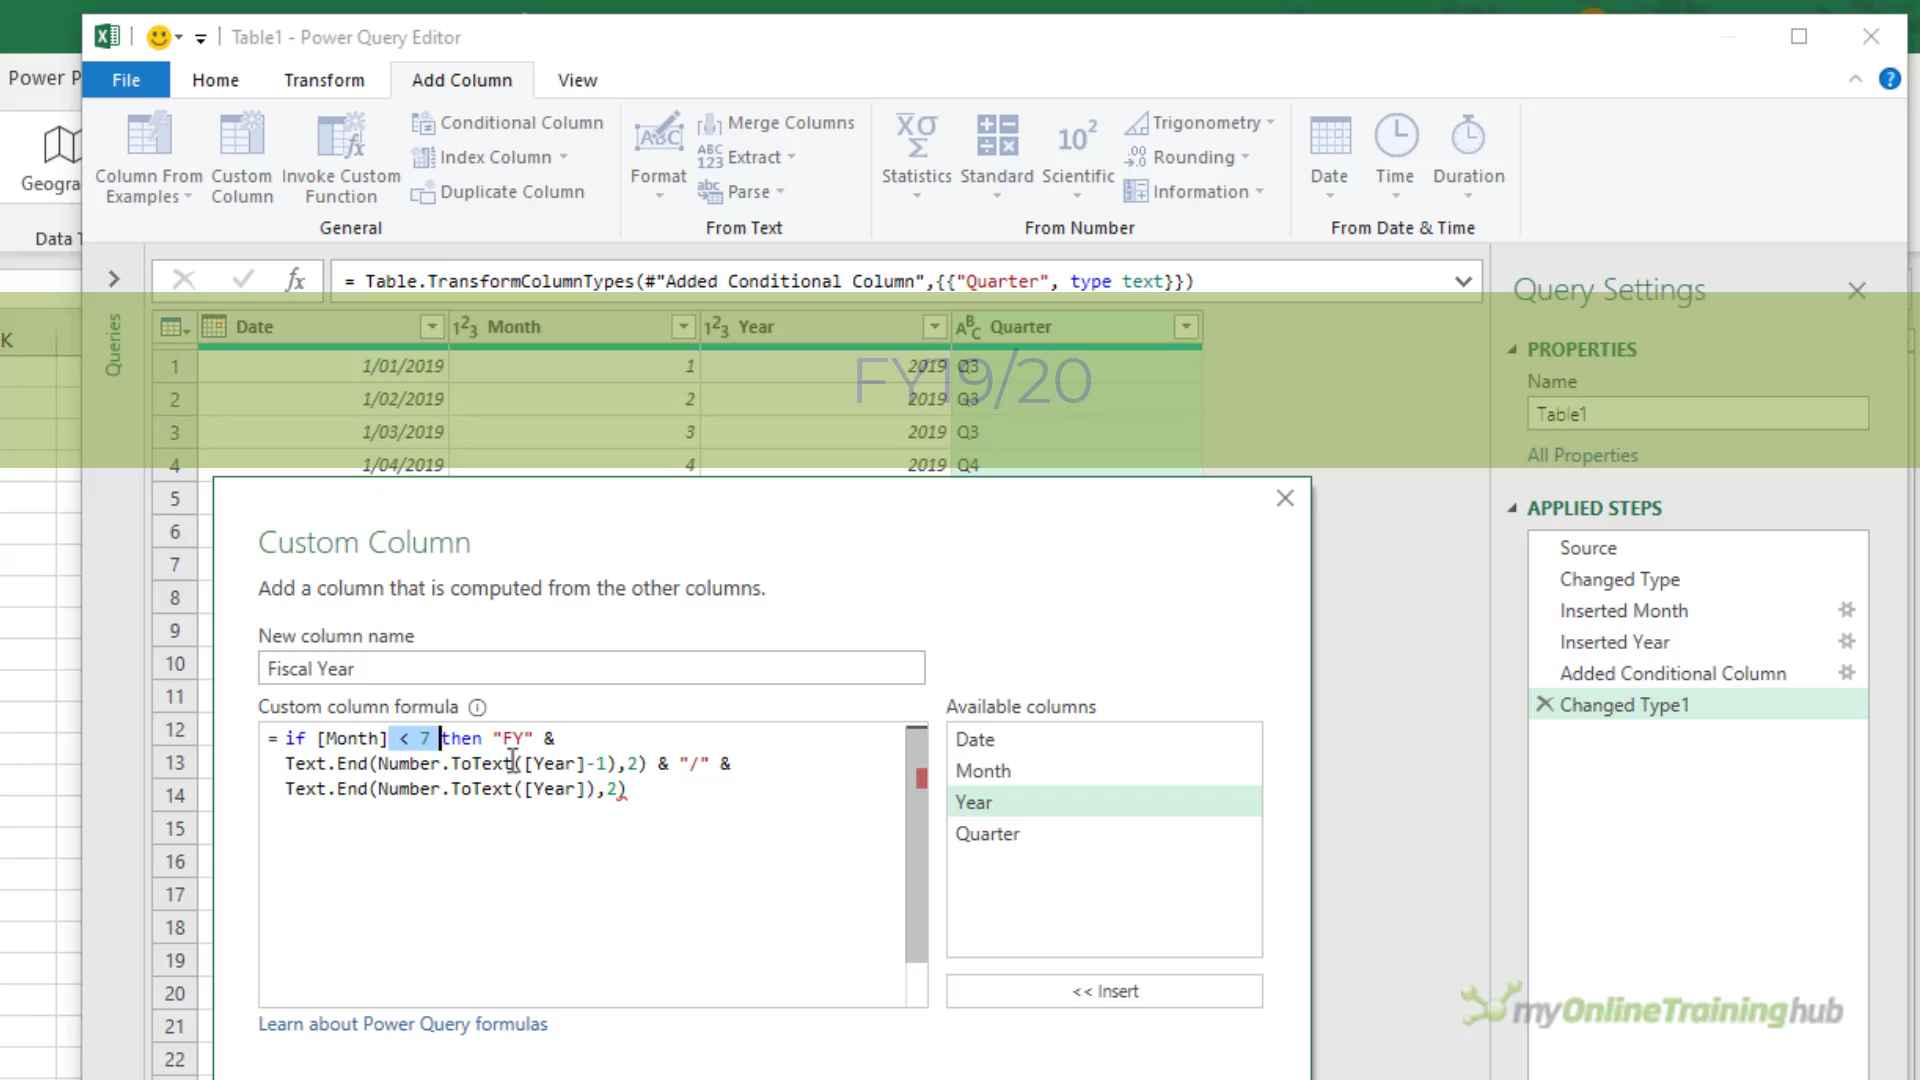 Table1 - Power Query Editor
Power P
File Home Transform Add Column View
Geogra
Data T
Column From Examples
Custom Column
Invoke Custom Function
Conditional Column
Index Column
Duplicate Column
General
Format
Merge Columns
Extract
Parse
From Text
Statistics
Standard
Scientific
Trigonometry
Rounding
Information
From Number
Date
Time
Duration
From Date & Time
= Table.TransformColumnTypes(#"Added Conditional Column",{{"Quarter", type text}})
K
Queries
Date Month Year Quarter
1 1/01/2019 1 2019 Q3
2 1/02/2019 2 2019 Q3
3 1/03/2019 3 2019 Q3
4 1/04/2019 4 2019 Q4
FY19/20
5
6
7
8
9
10
11
12
13
14
15
16
17
18
19
20
21
22
Custom Column
Add a column that is computed from the other columns.
New column name
Fiscal Year
Custom column formula
= if [Month] < 7 then "FY" &
Text.End(Number.ToText([Year]-1),2) & "/" &
Text.End(Number.ToText([Year]),2)
Learn about Power Query formulas
Available columns
Date
Month
Year
Quarter
<< Insert
Query Settings
PROPERTIES
Name
Table1
All Properties
APPLIED STEPS
Source
Changed Type
Inserted Month
Inserted Year
Added Conditional Column
Changed Type1
myOnlineTraininghub